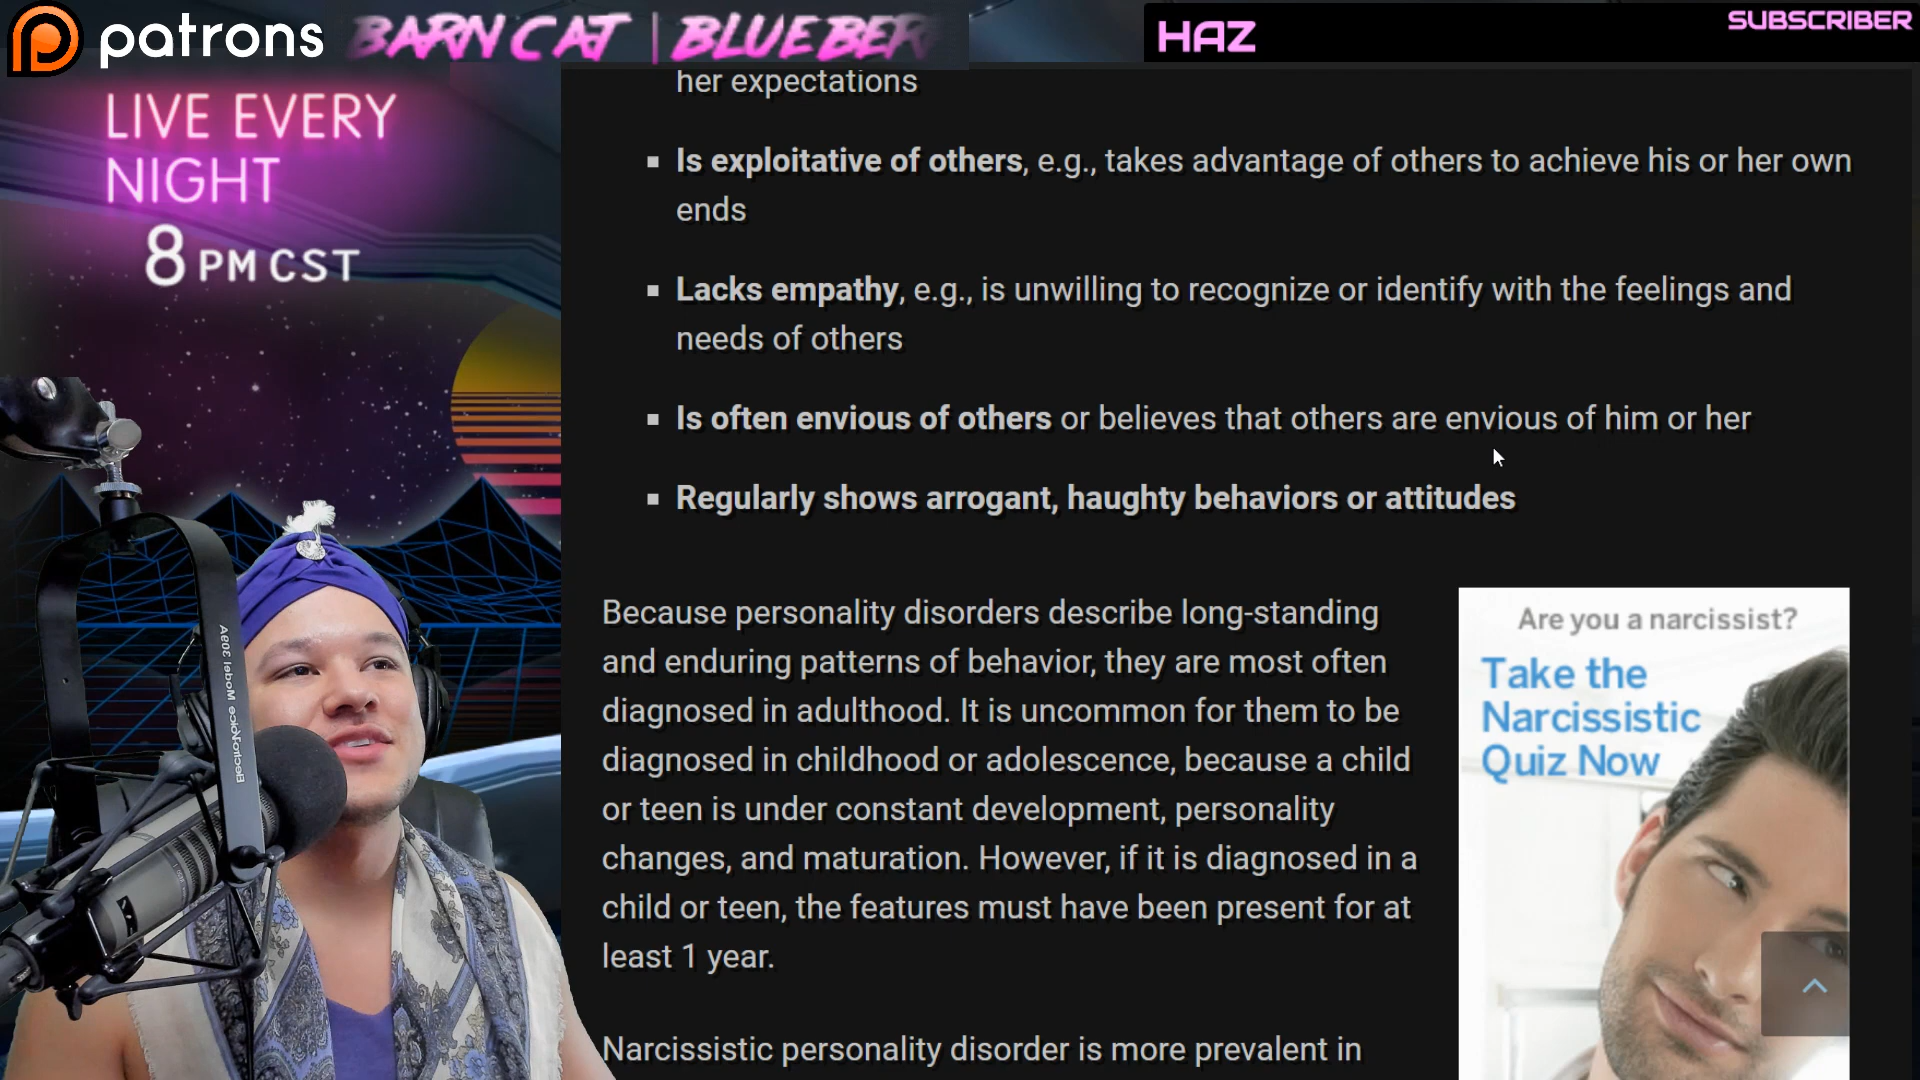 patrons
BARN CAT | BLUE BER
HAZ
SUBSCRIBER
LIVE EVERY
NIGHT
8 PM CST
her expectations
▪ Is exploitative of others, e.g., takes advantage of others to achieve his or her own
ends
▪ Lacks empathy, e.g., is unwilling to recognize or identify with the feelings and
needs of others
▪ Is often envious of others or believes that others are envious of him or her
▪ Regularly shows arrogant, haughty behaviors or attitudes
Because personality disorders describe long-standing
and enduring patterns of behavior, they are most often
diagnosed in adulthood. It is uncommon for them to be
diagnosed in childhood or adolescence, because a child
or teen is under constant development, personality
changes, and maturation. However, if it is diagnosed in a
child or teen, the features must have been present for at
least 1 year.
Narcissistic personality disorder is more prevalent in
Are you a narcissist?
Take the
Narcissistic
Quiz Now
Electro-Voice Model 309A